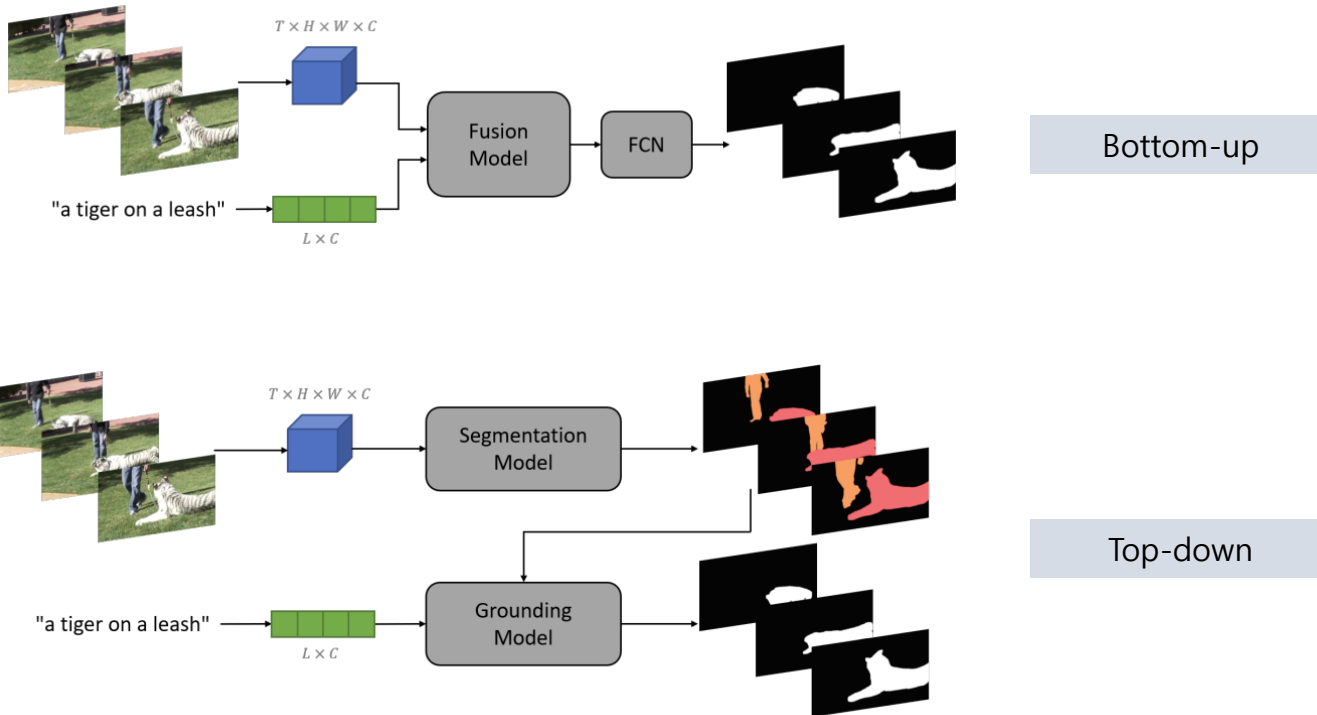 T × H × W × C
Fusion
Model
FCN
"a tiger on a leash"
L × C
Bottom-up
T × H × W × C
Segmentation
Model
Top-down
"a tiger on a leash"
Grounding
Model
L × C